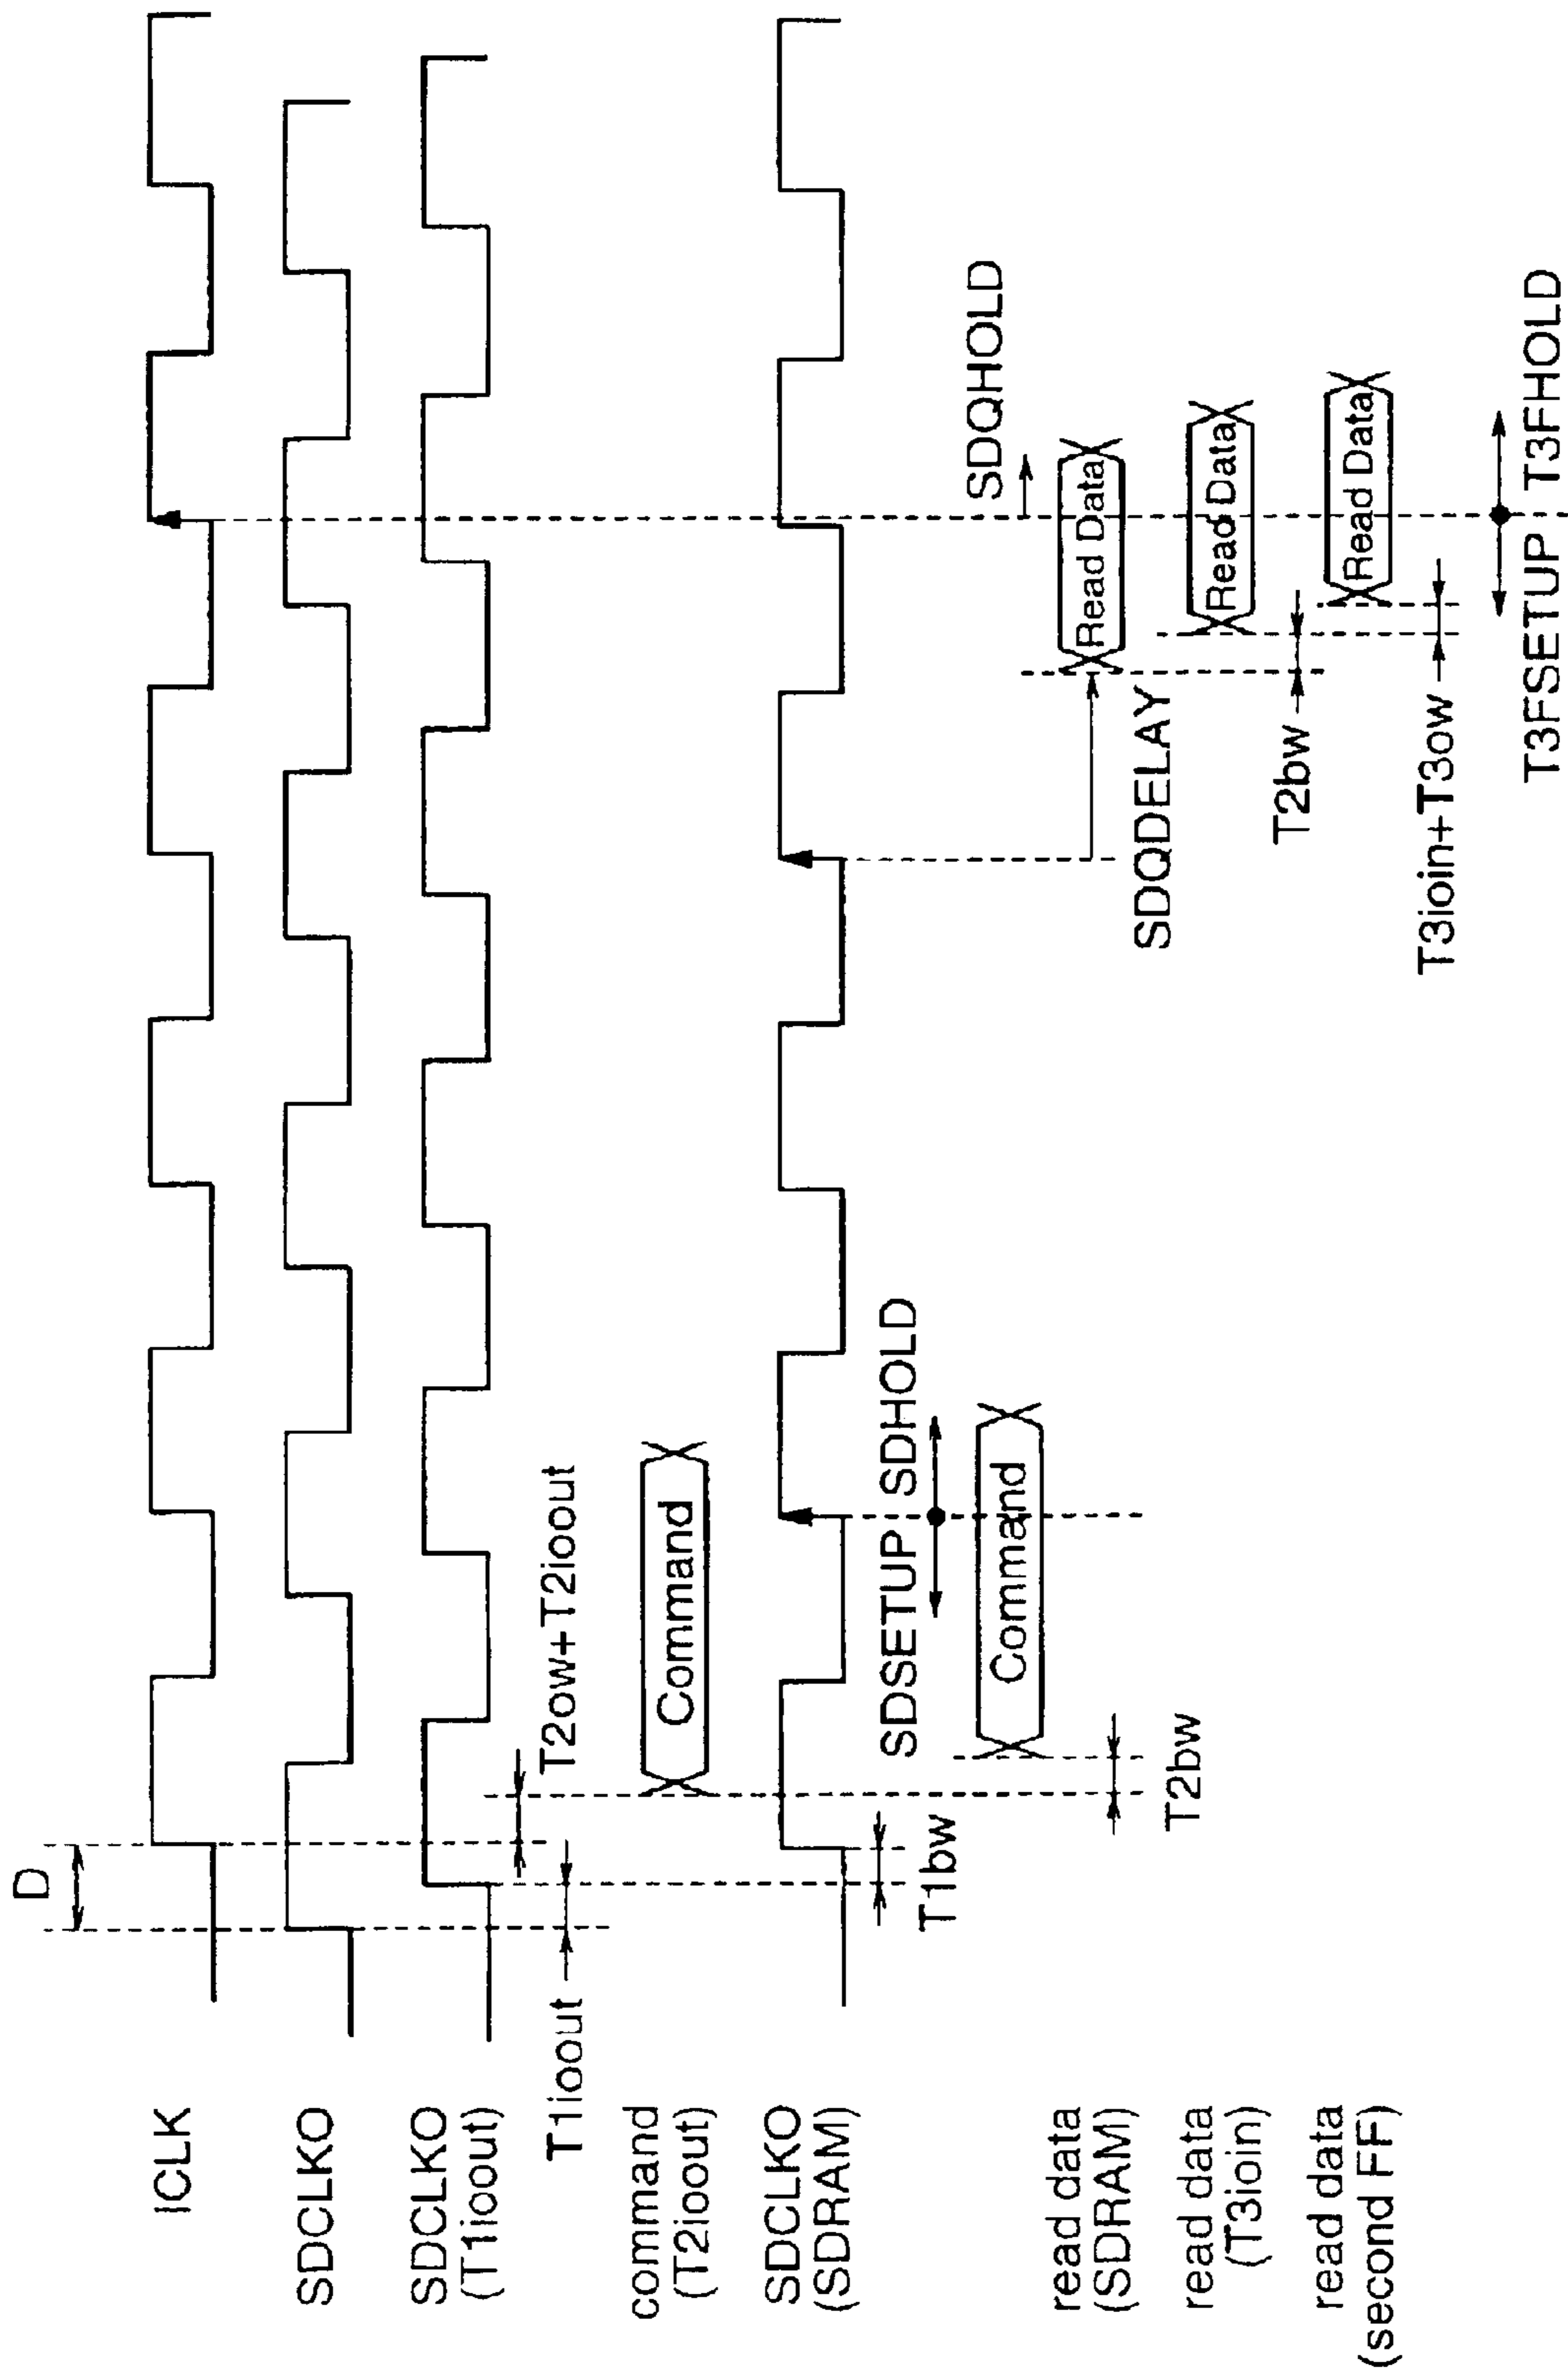 D
ICLK
SDCLKO
SDCLKO
(T1ioout)
T1ioout
T2ow+T2ioout
command
(T2ioout)
Command
SDCLKO
(SDRAM)
T1bw
SDSETUP SDHOLD
Command
T2bw
SDQHOLD
read data
(SDRAM)
Read Data
SDQDELAY
read data
(T3ioin)
Read Data
T2bw
read data
(second FF)
Read Data
T3ioin+T3ow
T3FSETUP T3FHOLD